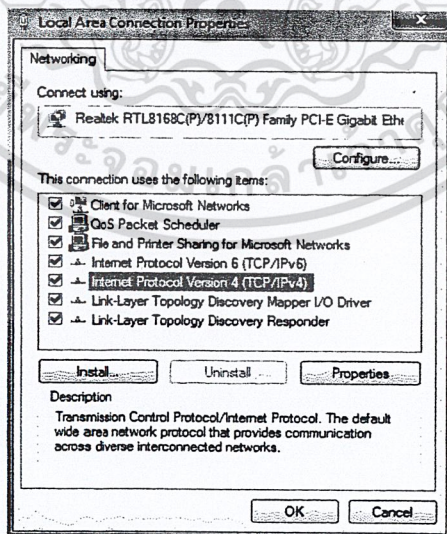 Local Area Connection Properties
Networking
Connect using:
Realtek RTL8168C(P)/8111C(P) Family PCI-E Gigabit Ethe
Configure...
This connection uses the following items:
Client for Microsoft Networks
QoS Packet Scheduler
File and Printer Sharing for Microsoft Networks
Internet Protocol Version 6 (TCP/IPv6)
Internet Protocol Version 4 (TCP/IPv4)
Link-Layer Topology Discovery Mapper I/O Driver
Link-Layer Topology Discovery Responder
Install...
Uninstall
Properties
Description
Transmission Control Protocol/Internet Protocol. The default
wide area network protocol that provides communication
across diverse interconnected networks.
OK
Cancel